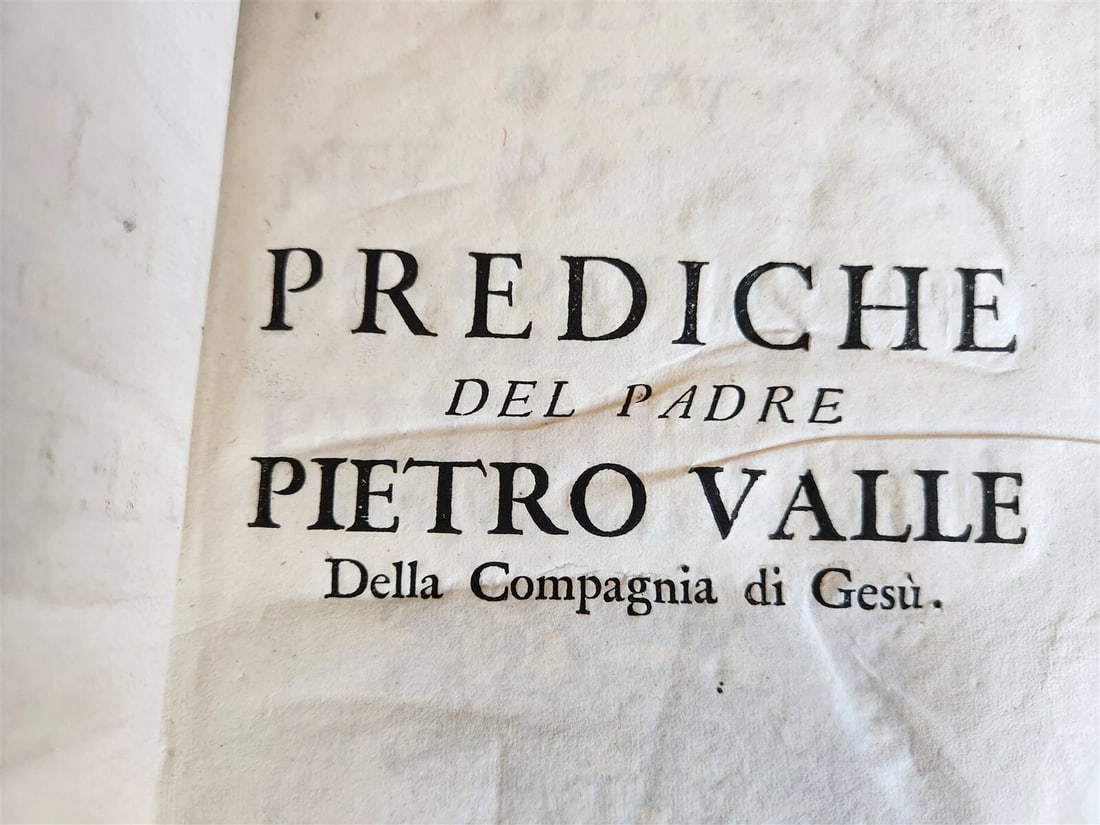 PREDICHE
DEL PADRE
PIETRO VALLE
Della Compagnia di Gesù.